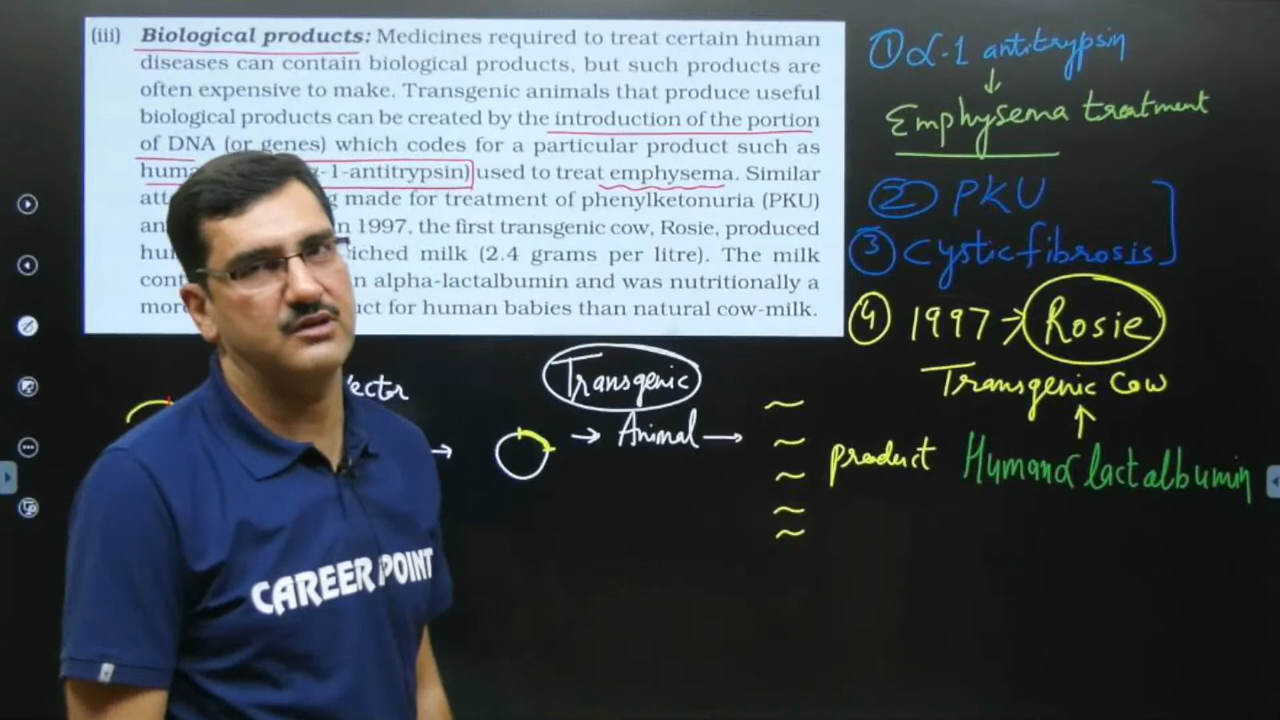 (iii) Biological products: Medicines required to treat certain human
diseases can contain biological products, but such products are
often expensive to make. Transgenic animals that produce useful
biological products can be created by the introduction of the portion
of DNA (or genes) which codes for a particular product such as
-1-antitrypsin) used to treat emphysema. Similar
made for treatment of phenylketonuria (PKU)
1997, the first transgenic cow, Rosie, produced
milk (2.4 grams per litre). The milk
alpha-lactalbumin and was nutritionally a
for human babies than natural cow-milk.
① α-1 antitrypsin
↓
Emphysema treatment
② PKU
③ Cystic fibrosis
④ 1997 → Rosie
Transgenic Cow
↑
Human α lactalbumin
Transgenic
→ Animal →
product
CAREER POINT